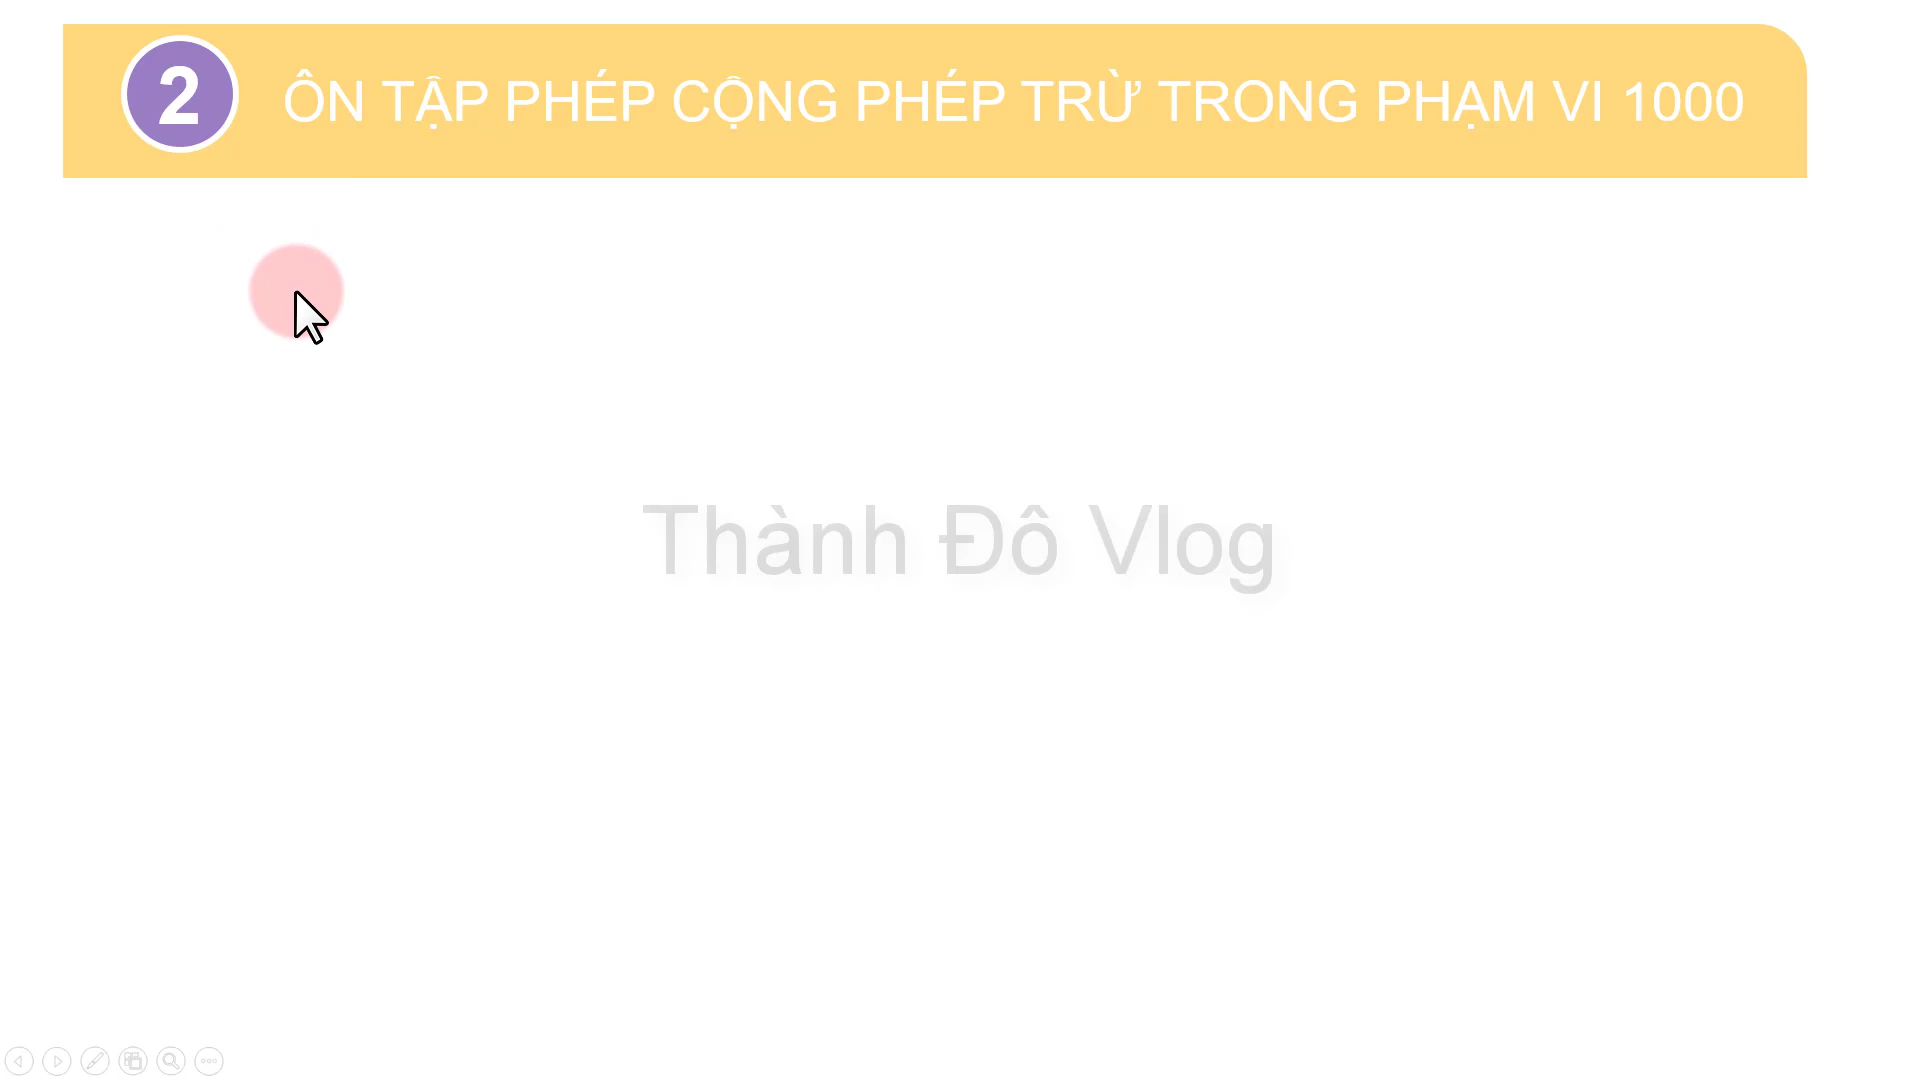 2
ÔN TẬP PHÉP CỘNG PHÉP TRỪ TRONG PHẠM VI 1000
Thành Đô Vlog